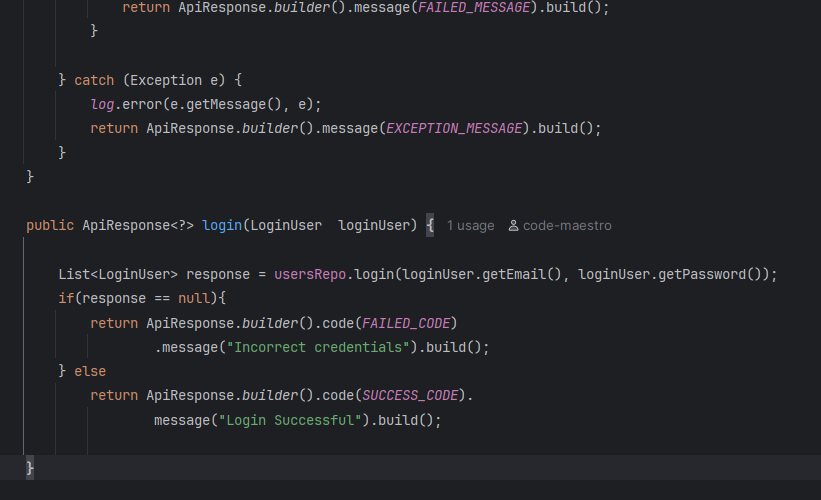 return ApiResponse.builder().message(FAILED_MESSAGE).build();
}
} catch (Exception e) {
log.error(e.getMessage(), e);
return ApiResponse.builder().message(EXCEPTION_MESSAGE).build();
}
}
public ApiResponse<?> login(LoginUser  loginUser) { 1 usage code-maestro
List<LoginUser> response = usersRepo.login(loginUser.getEmail(), loginUser.getPassword());
if(response == null){
return ApiResponse.builder().code(FAILED_CODE)
.message("Incorrect credentials").build();
} else
return ApiResponse.builder().code(SUCCESS_CODE).
message("Login Successful").build();
}